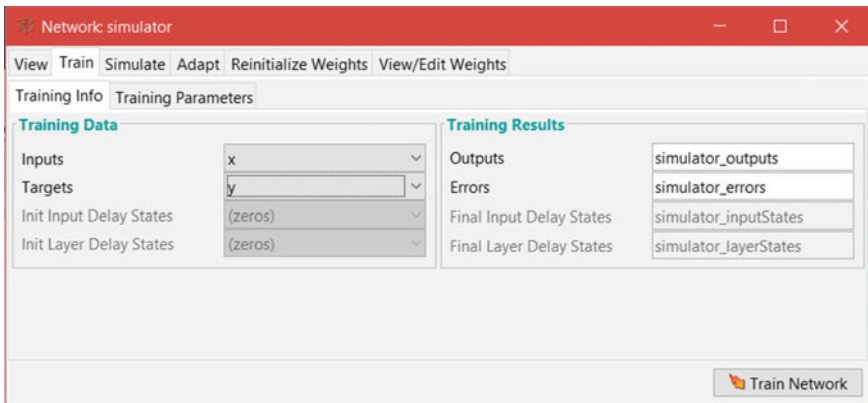 Network: simulator
View Train Simulate Adapt Reinitialize Weights View/Edit Weights
Training Info Training Parameters
Training Data
Inputs x
Targets y
Init Input Delay States (zeros)
Init Layer Delay States (zeros)
Training Results
Outputs simulator_outputs
Errors simulator_errors
Final Input Delay States simulator_inputStates
Final Layer Delay States simulator_layerStates
Train Network